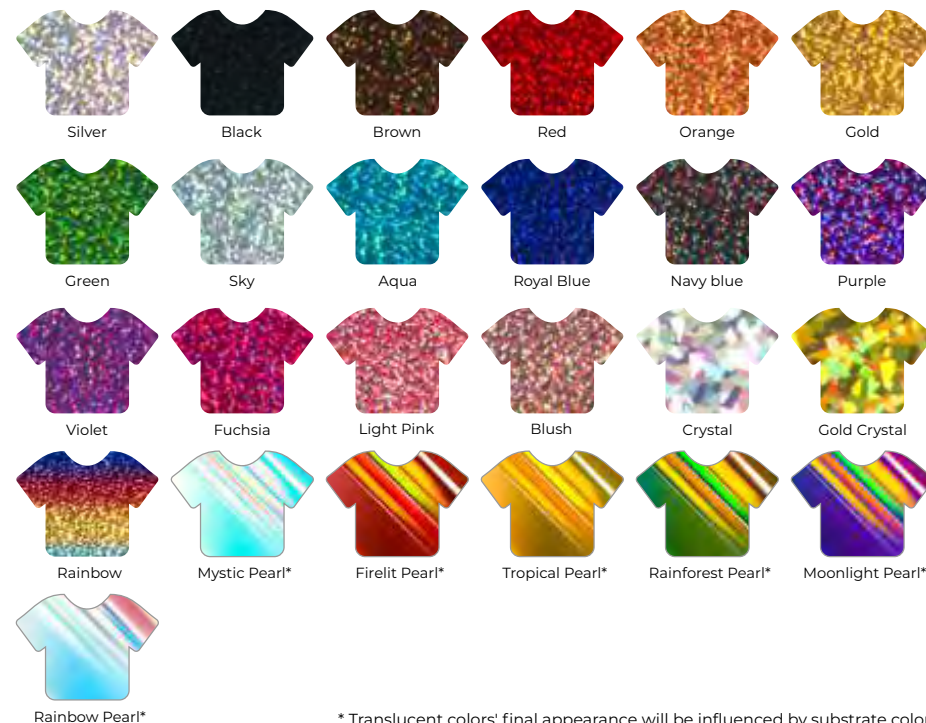 Silver
Black
Brown
Red
Orange
Gold
Green
Sky
Aqua
Royal Blue
Navy blue
Purple
Violet
Fuchsia
Light Pink
Blush
Crystal
Gold Crystal
Rainbow
Mystic Pearl*
Firelit Pearl*
Tropical Pearl*
Rainforest Pearl*
Moonlight Pearl*
Rainbow Pearl*
* Translucent colors' final appearance will be influenced by substrate color